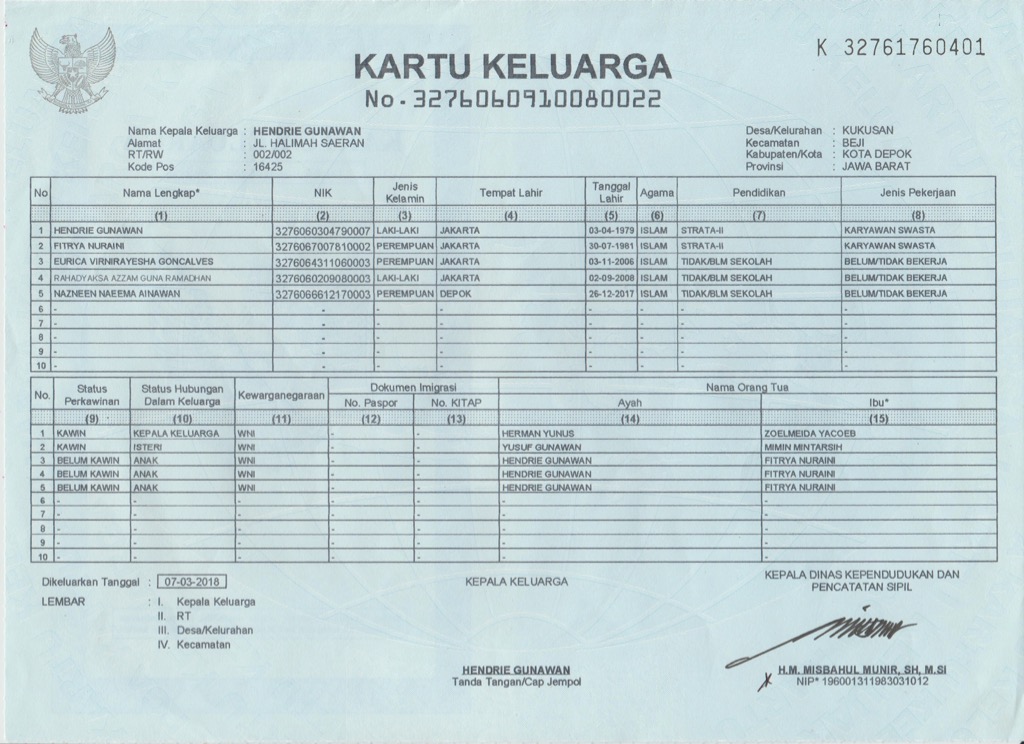 K 32761760401
KARTU KELUARGA
No. 3276060910080022
Nama Kepala Keluarga : HENDRIE GUNAWAN
Alamat : JL. HALIMAH SAERAN
RT/RW : 002/002
Kode Pos : 16425
Desa/Kelurahan : KUKUSAN
Kecamatan : BEJI
Kabupaten/Kota : KOTA DEPOK
Provinsi : JAWA BARAT
No Nama Lengkap* NIK Jenis Kelamin Tempat Lahir Tanggal Lahir Agama Pendidikan Jenis Pekerjaan
(1) (2) (3) (4) (5) (6) (7) (8)
1 HENDRIE GUNAWAN 3276060304790007 LAKI-LAKI JAKARTA 03-04-1979 ISLAM STRATA-II KARYAWAN SWASTA
2 FITRYA NURAINI 3276067007810002 PEREMPUAN JAKARTA 30-07-1981 ISLAM STRATA-II KARYAWAN SWASTA
3 EURICA VIRNIRAYESHA GONCALVES 3276064311060003 PEREMPUAN JAKARTA 03-11-2006 ISLAM TIDAK/BLM SEKOLAH BELUM/TIDAK BEKERJA
4 RAHADYAKSA AZZAM GUNA RAMADHAN 3276060209080003 LAKI-LAKI JAKARTA 02-09-2008 ISLAM TIDAK/BLM SEKOLAH BELUM/TIDAK BEKERJA
5 NAZNEEN NAEEMA AINAWAN 3276066612170003 PEREMPUAN DEPOK 26-12-2017 ISLAM TIDAK/BLM SEKOLAH BELUM/TIDAK BEKERJA
6 - - - - - - - -
7 - - - - - - - -
8 - - - - - - - -
9 - - - - - - - -
10 - - - - - - - -
No. Status Perkawinan Status Hubungan Dalam Keluarga Kewarganegaraan Dokumen Imigrasi Nama Orang Tua
No. Paspor No. KITAP Ayah Ibu*
(9) (10) (11) (12) (13) (14) (15)
1 KAWIN KEPALA KELUARGA WNI - - HERMAN YUNUS ZOELMEIDA YACOEB
2 KAWIN ISTERI WNI - - YUSUF GUNAWAN MIMIN MINTARSIH
3 BELUM KAWIN ANAK WNI - - HENDRIE GUNAWAN FITRYA NURAINI
4 BELUM KAWIN ANAK WNI - - HENDRIE GUNAWAN FITRYA NURAINI
5 BELUM KAWIN ANAK WNI - - HENDRIE GUNAWAN FITRYA NURAINI
6 - - - - - - -
7 - - - - - - -
8 - - - - - - -
9 - - - - - - -
10 - - - - - - -
Dikeluarkan Tanggal : 07-03-2018
LEMBAR : I. Kepala Keluarga
II. RT
III. Desa/Kelurahan
IV. Kecamatan
KEPALA KELUARGA
HENDRIE GUNAWAN
Tanda Tangan/Cap Jempol
KEPALA DINAS KEPENDUDUKAN DAN
PENCATATAN SIPIL
H.M. MISBAHUL MUNIR, SH, M.SI
NIP* 196001311983031012